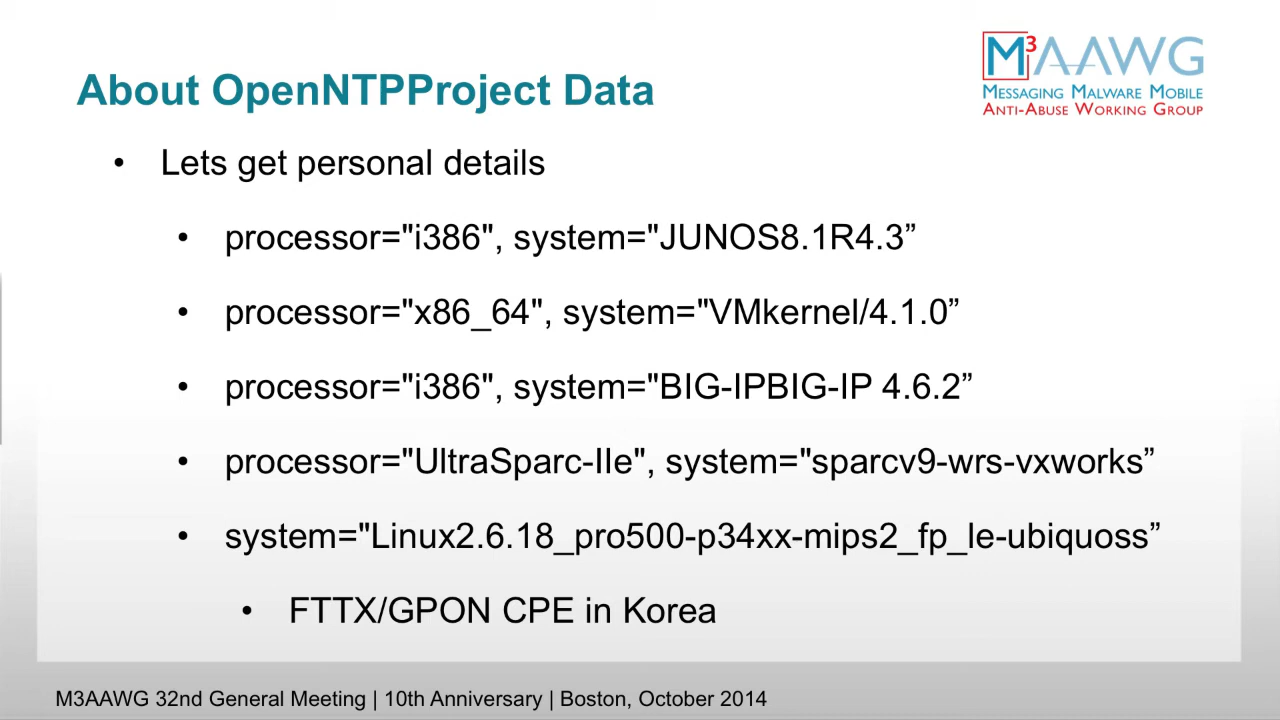 M3AAWG
MESSAGING MALWARE MOBILE
ANTI-ABUSE WORKING GROUP
About OpenNTPProject Data
• Lets get personal details
• processor="i386", system="JUNOS8.1R4.3”
• processor="x86_64", system="VMkernel/4.1.0”
• processor="i386", system="BIG-IPBIG-IP 4.6.2”
• processor="UltraSparc-IIe", system="sparcv9-wrs-vxworks”
• system="Linux2.6.18_pro500-p34xx-mips2_fp_le-ubiquoss”
• FTTX/GPON CPE in Korea
M3AAWG 32nd General Meeting | 10th Anniversary | Boston, October 2014